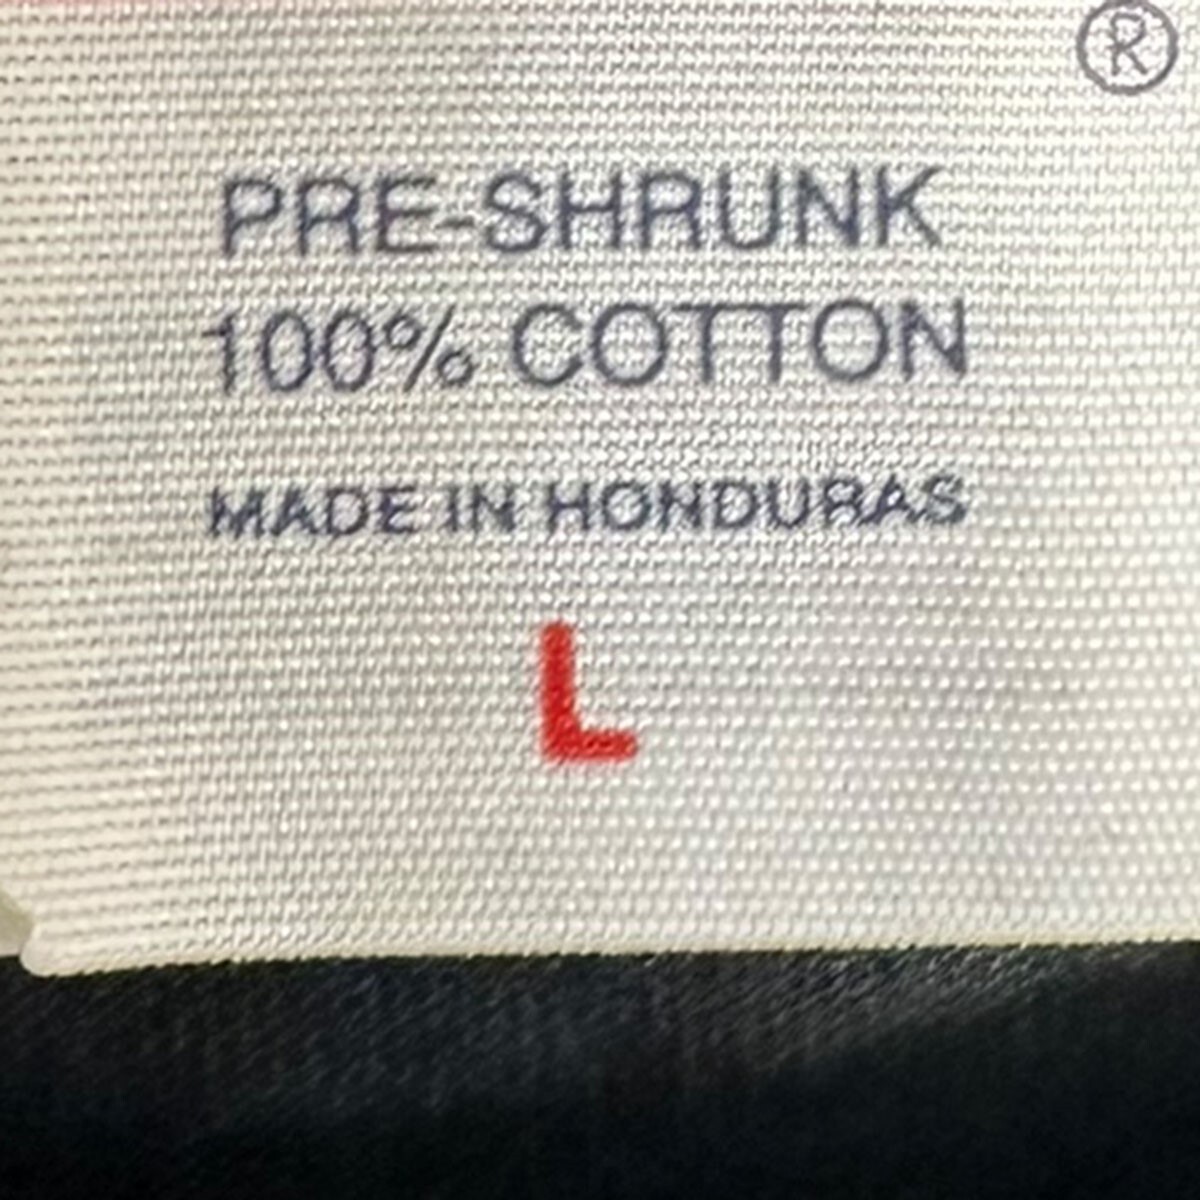 ®
PRE-SHRUNK
100% COTTON
MADE IN HONDURAS
L